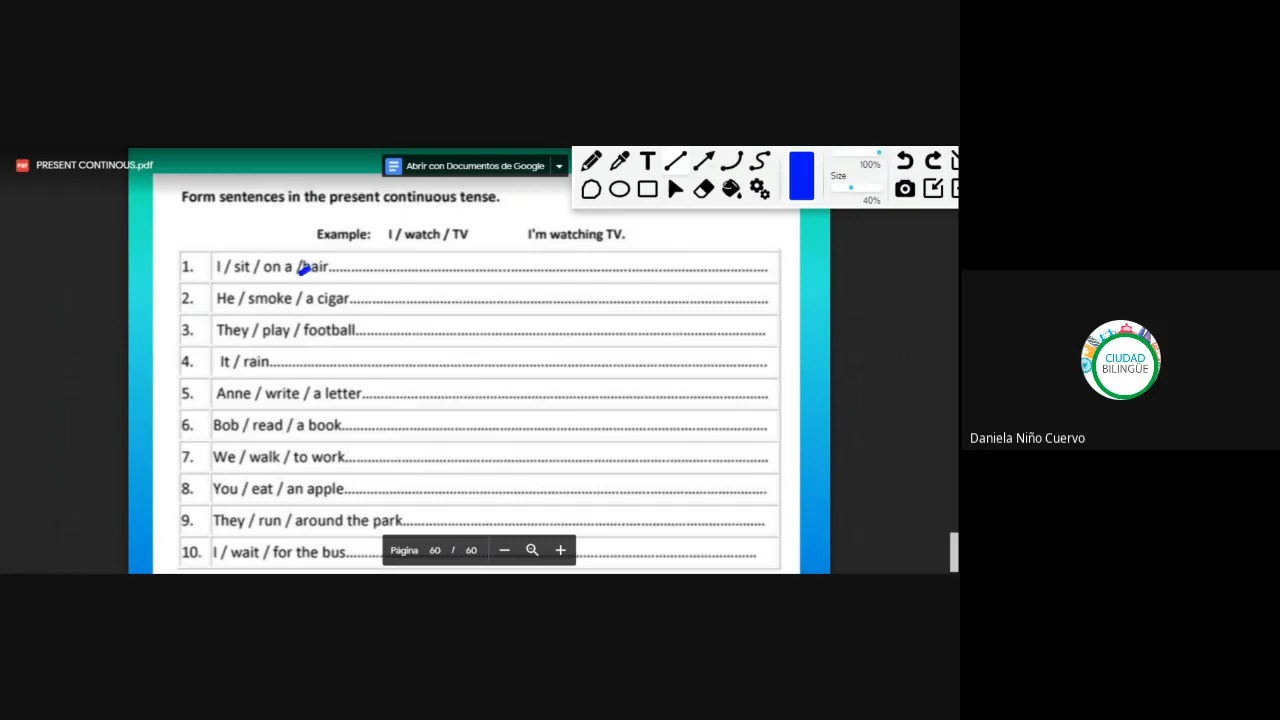 PRESENT CONTINOUS.pdf
Abrir con Documentos de Google
100%
Size
40%
Form sentences in the present continuous tense.
Example: I / watch / TV I'm watching TV.
1. I / sit / on a /hair
2. He / smoke / a cigar
3. They / play / football
4. It / rain
5. Anne / write / a letter
6. Bob / read / a book
7. We / walk / to work
8. You / eat / an apple
9. They / run / around the park
10. I / wait / for the bus
Página 60 / 60
CIUDAD
BILINGÜE
Daniela Niño Cuervo